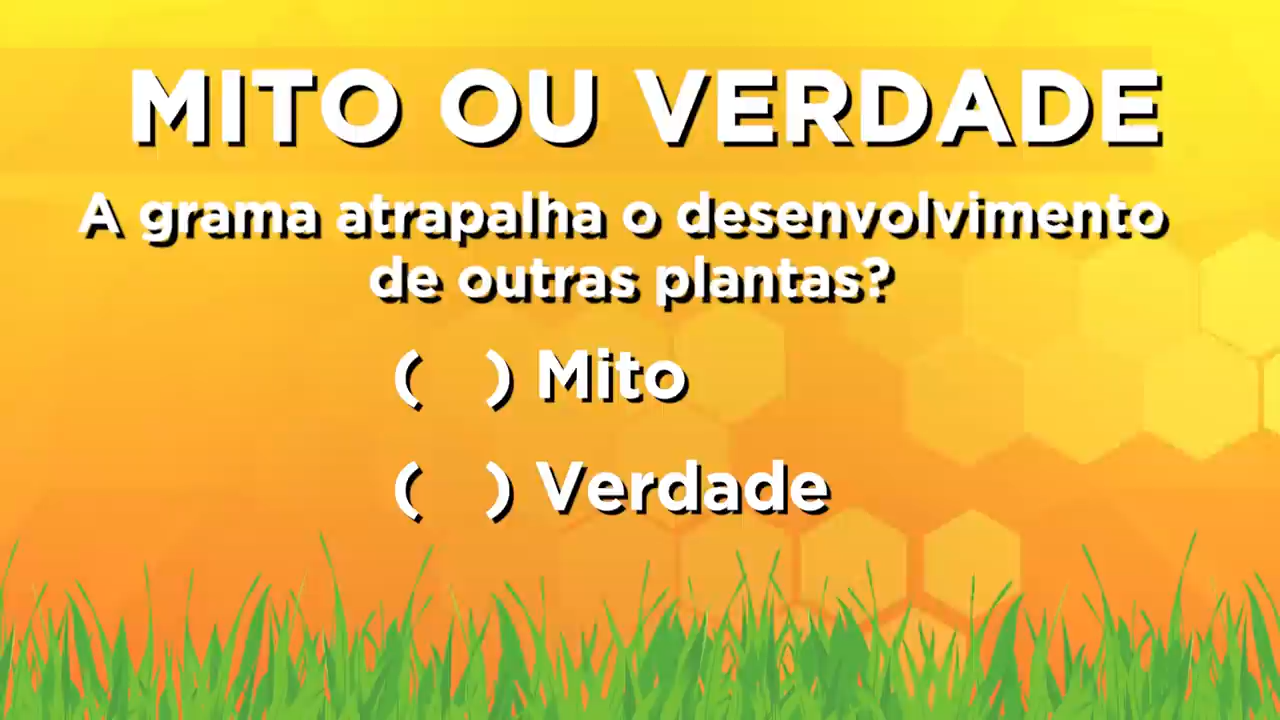 MITO OU VERDADE
A grama atrapalha o desenvolvimento
de outras plantas?
( ) Mito
( ) Verdade